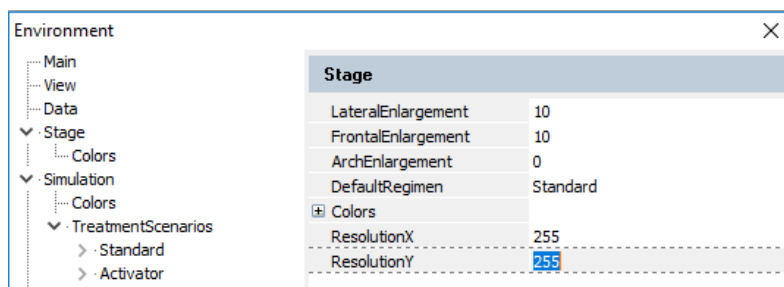 Environment
Main
View
Data
Stage
Colors
Simulation
Colors
TreatmentScenarios
Standard
Activator
Stage
LateralEnlargement 10
FrontalEnlargement 10
ArchEnlargement 0
DefaultRegimen Standard
Colors
ResolutionX 255
ResolutionY 255